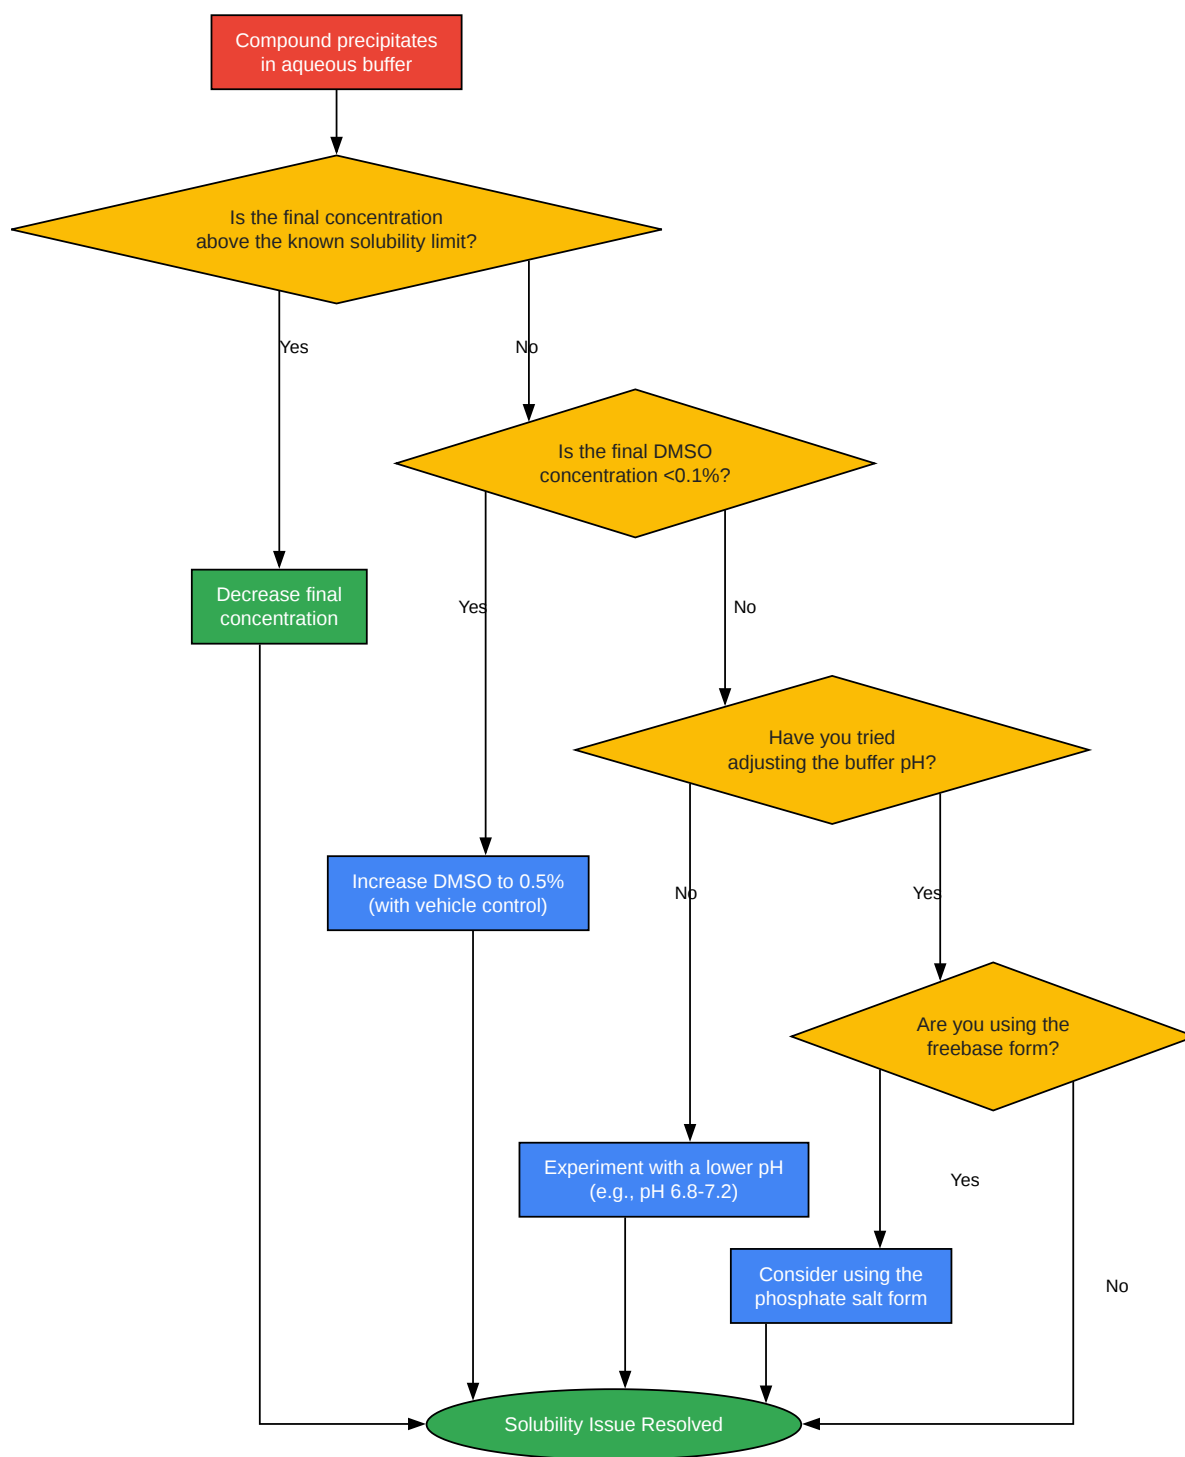 Compound precipitates
in aqueous buffer
Is the final concentration
above the known solubility limit?
Yes
No
Is the final DMSO
concentration <0.1%?
Decrease final
concentration
Yes
No
Have you tried
adjusting the buffer pH?
Increase DMSO to 0.5%
(with vehicle control)
No
Yes
Are you using the
freebase form?
Experiment with a lower pH
(e.g., pH 6.8-7.2)
Yes
Consider using the
phosphate salt form
No
Solubility Issue Resolved